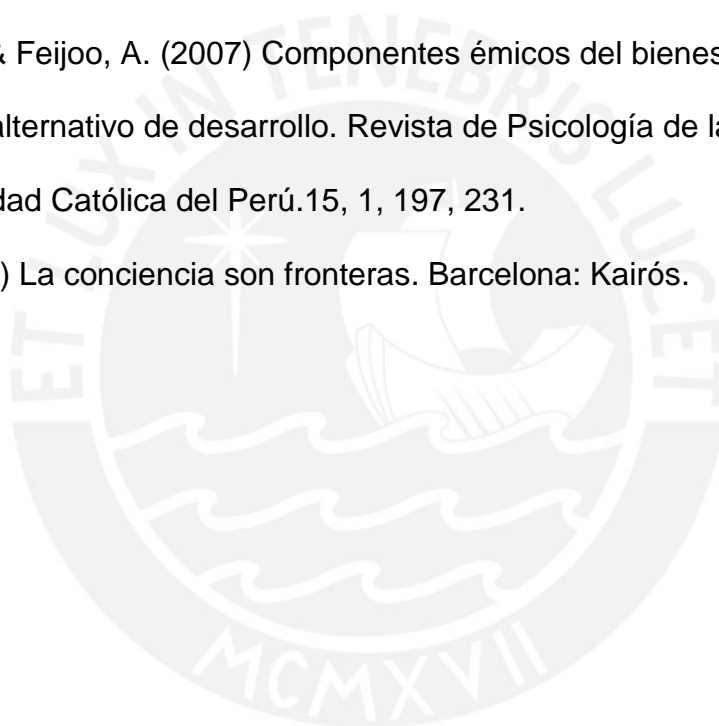 & Feijoo, A. (2007) Componentes émicos del bienes
alternativo de desarrollo. Revista de Psicología de la
dad Católica del Perú.15, 1, 197, 231.
) La conciencia son fronteras. Barcelona: Kairós.
ET LUX IN TENEBRIS LUCET
MCMXVII